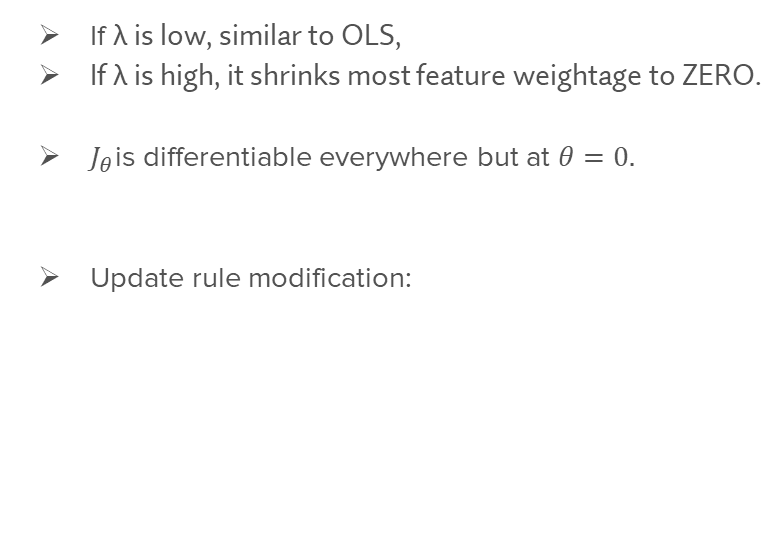 ➢ If λ is low, similar to OLS,
➢ If λ is high, it shrinks most feature weightage to ZERO.
➢ J_θ is differentiable everywhere but at θ = 0.
➢ Update rule modification: